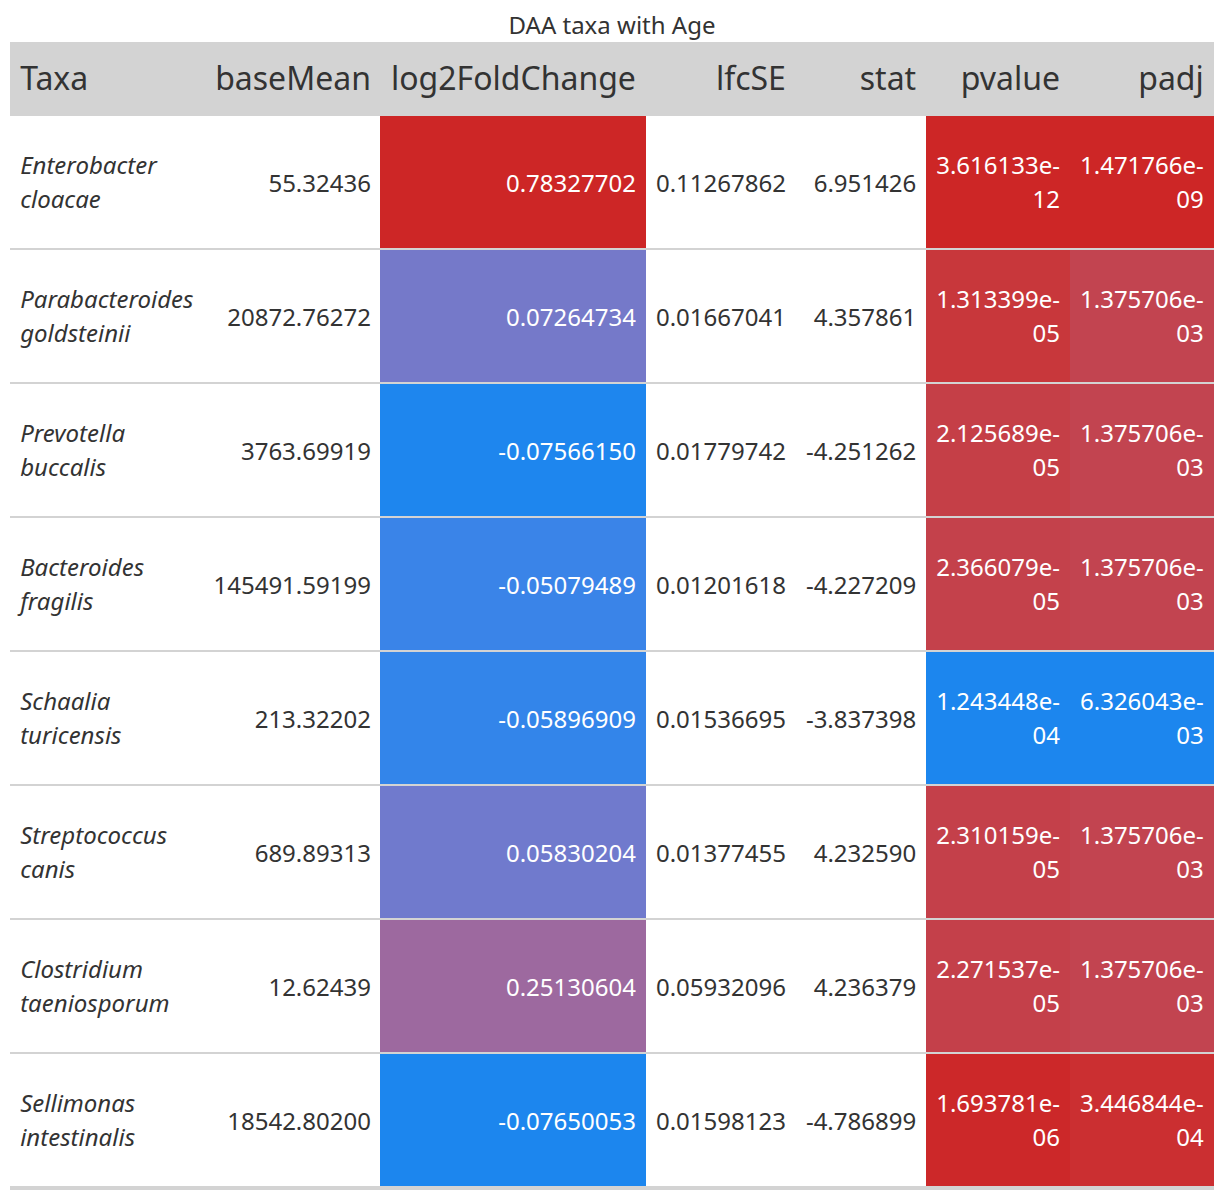 DAA taxa with Age
Taxa baseMean log2FoldChange lfcSE stat pvalue padj
Enterobacter cloacae 55.32436 0.78327702 0.11267862 6.951426 3.616133e-12 1.471766e-09
Parabacteroides goldsteinii 20872.76272 0.07264734 0.01667041 4.357861 1.313399e-05 1.375706e-03
Prevotella buccalis 3763.69919 -0.07566150 0.01779742 -4.251262 2.125689e-05 1.375706e-03
Bacteroides fragilis 145491.59199 -0.05079489 0.01201618 -4.227209 2.366079e-05 1.375706e-03
Schaalia turicensis 213.32202 -0.05896909 0.01536695 -3.837398 1.243448e-04 6.326043e-03
Streptococcus canis 689.89313 0.05830204 0.01377455 4.232590 2.310159e-05 1.375706e-03
Clostridium taeniosporum 12.62439 0.25130604 0.05932096 4.236379 2.271537e-05 1.375706e-03
Sellimonas intestinalis 18542.80200 -0.07650053 0.01598123 -4.786899 1.693781e-06 3.446844e-04